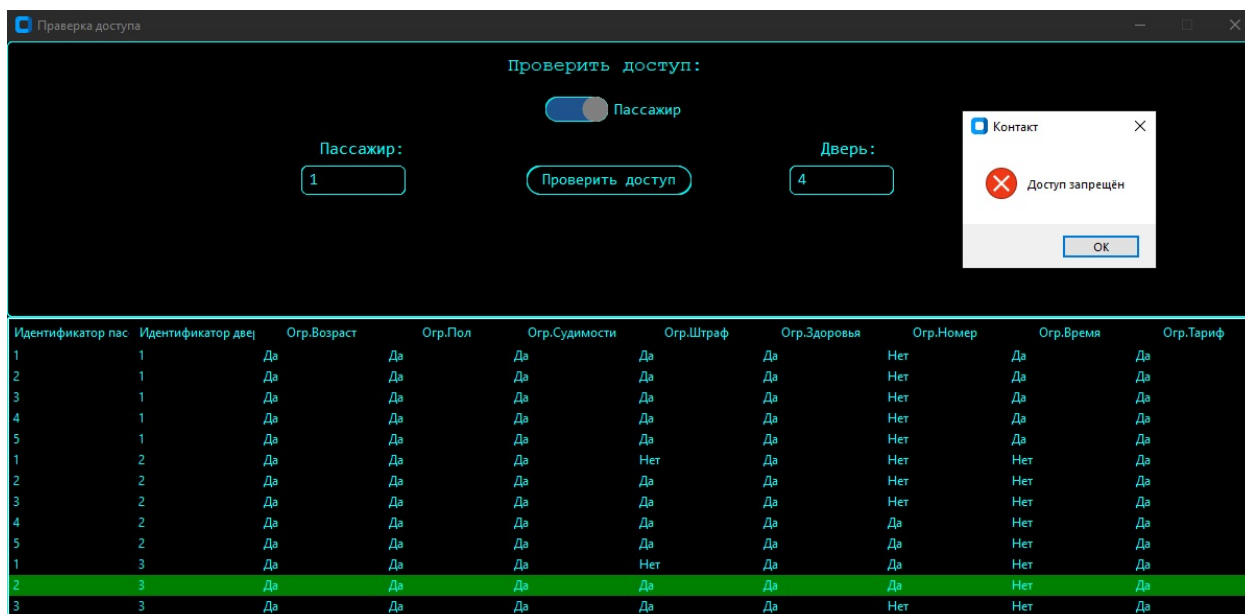 Праверка доступа
Проверить доступ:
Пассажир
Контакт
Пассажир:
Дверь:
1
Проверить доступ
4
Доступ запрещён
ОК
Идентификатор пас Идентификатор две Огр.Возраст Огр.Пол Огр.Судимости Огр.Штраф Огр.Здоровья Огр.Номер Огр.Время Огр.Тариф
1 1 Да Да Да Да Да Нет Да Да
2 1 Да Да Да Да Да Нет Да Да
3 1 Да Да Да Да Да Нет Да Да
4 1 Да Да Да Да Да Нет Да Да
5 1 Да Да Да Да Да Нет Да Да
1 2 Да Да Да Нет Да Нет Нет Да
2 2 Да Да Да Да Да Нет Нет Да
3 2 Да Да Да Да Да Нет Нет Да
4 2 Да Да Да Да Да Да Нет Да
5 2 Да Да Да Да Да Да Нет Да
1 3 Да Да Да Нет Да Да Нет Да
2 3 Да Да Да Да Да Да Нет Да
3 3 Да Да Да Да Да Нет Нет Да